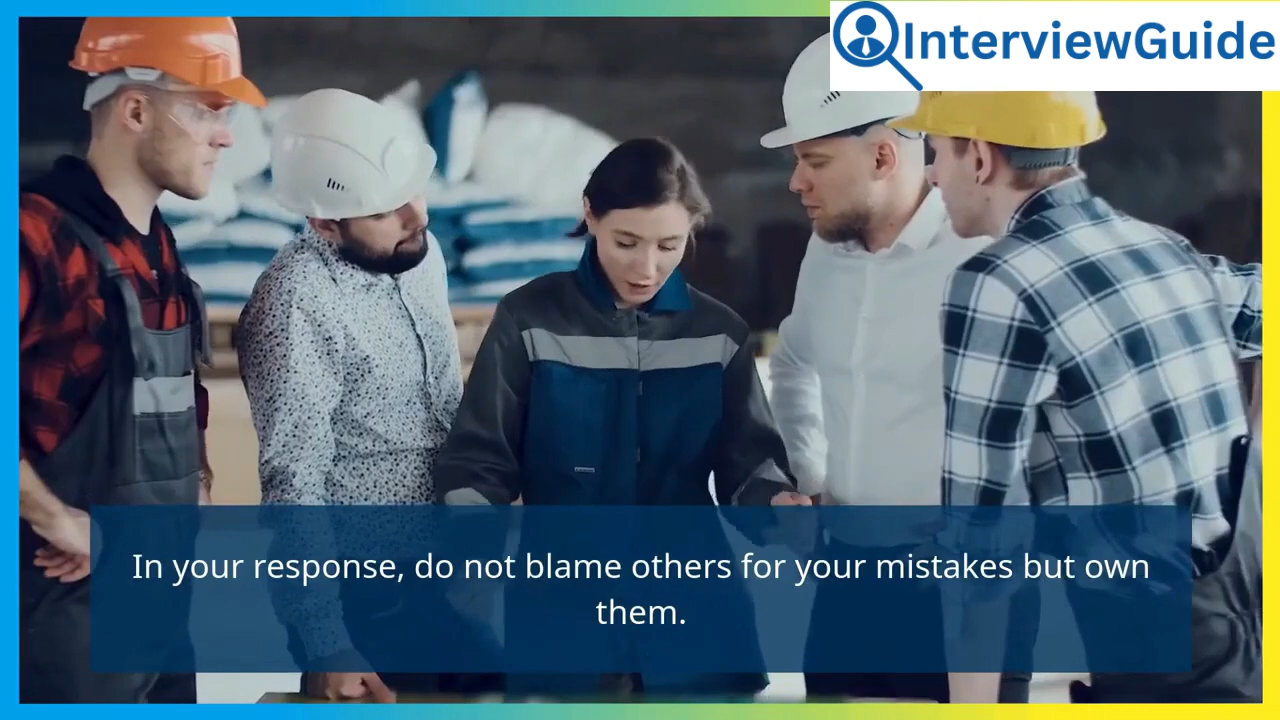 InterviewGuide
In your response, do not blame others for your mistakes but own
them.